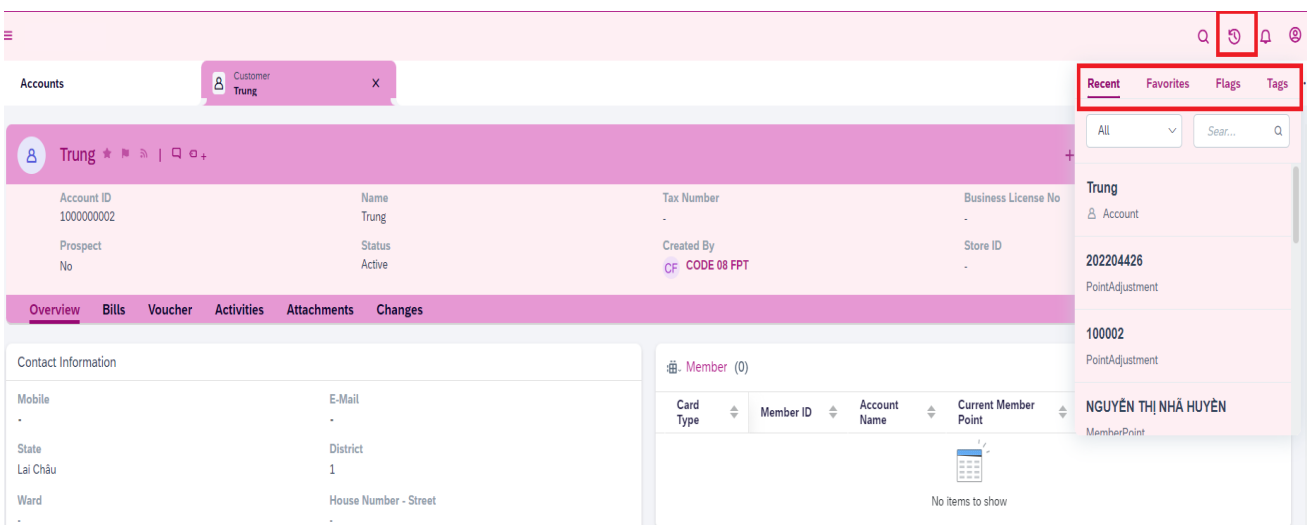 Accounts
Customer
Trung
X
Recent Favorites Flags Tags
All
Sear...
Trung
Account
202204426
PointAdjustment
100002
PointAdjustment
NGUYỄN THỊ NHÃ HUYỀN
MemberPoint
Trung
Account ID
1000000002
Name
Trung
Tax Number
-
Business License No
-
Prospect
No
Status
Active
Created By
CF CODE 08 FPT
Store ID
-
Overview Bills Voucher Activities Attachments Changes
Contact Information
Mobile
-
E-Mail
-
State
Lai Châu
District
1
Ward
-
House Number - Street
-
Member (0)
Card Type
Member ID
Account Name
Current Member Point
No items to show